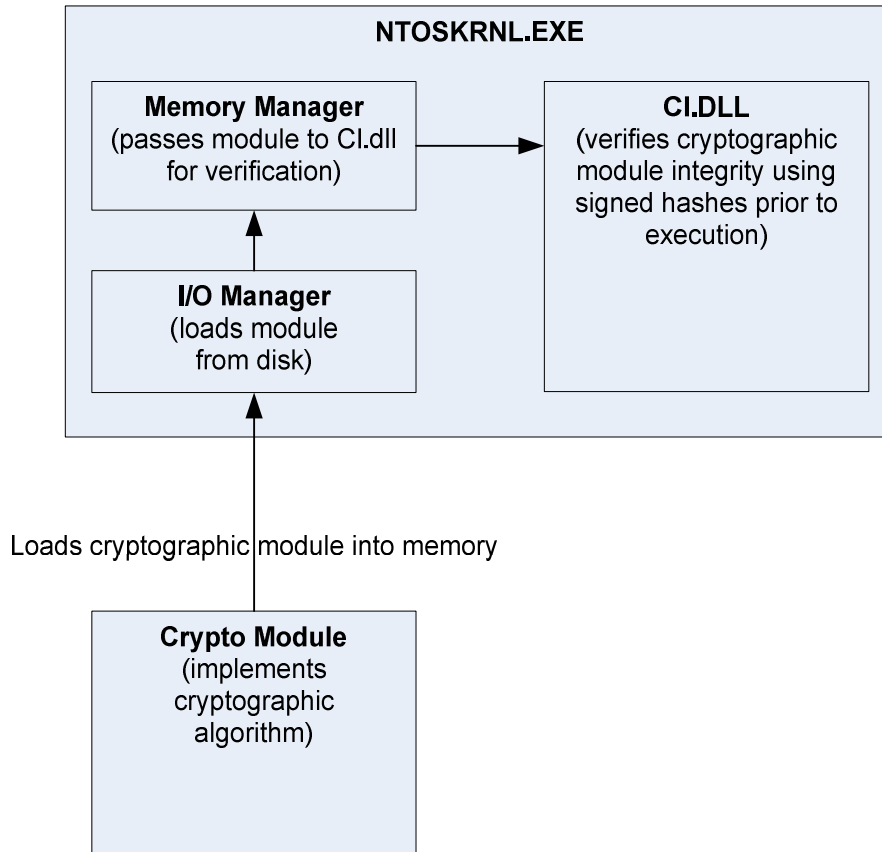 NTOSKRNL.EXE
Memory Manager
(passes module to CI.dll
for verification)
CI.DLL
(verifies cryptographic
module integrity using
signed hashes prior to
execution)
I/O Manager
(loads module
from disk)
Loads cryptographic module into memory
Crypto Module
(implements
cryptographic
algorithm)